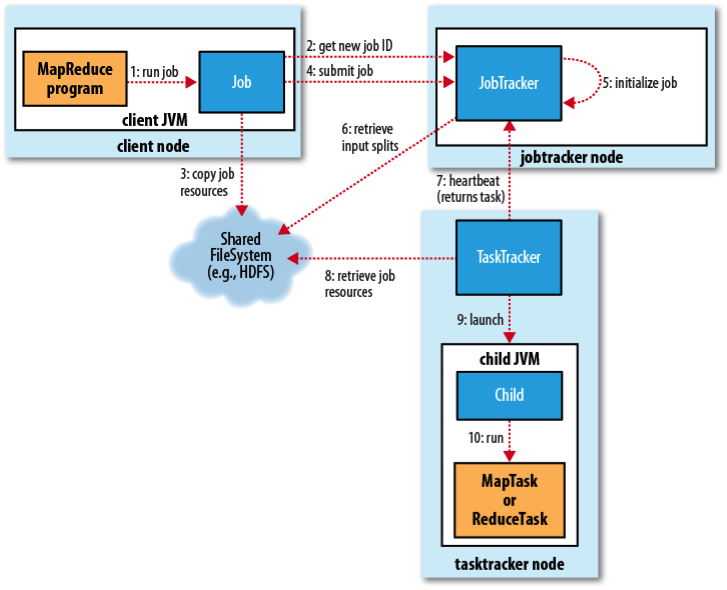 MapReduce
program
1: run job
Job
client JVM
client node
2: get new job ID
4: submit job
JobTracker
5: initialize job
jobtracker node
3: copy job
resources
6: retrieve
input splits
7: heartbeat
(returns task)
Shared
FileSystem
(e.g., HDFS)
8: retrieve job
resources
TaskTracker
9: launch
child JVM
Child
10: run
MapTask
or
ReduceTask
tasktracker node